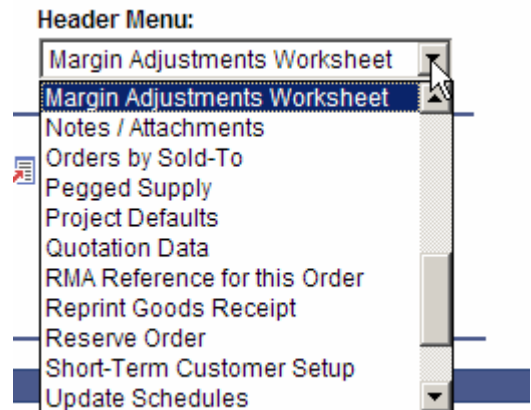 Header Menu:
Margin Adjustments Worksheet
Margin Adjustments Worksheet
Notes / Attachments
Orders by Sold-To
Pegged Supply
Project Defaults
Quotation Data
RMA Reference for this Order
Reprint Goods Receipt
Reserve Order
Short-Term Customer Setup
Update Schedules